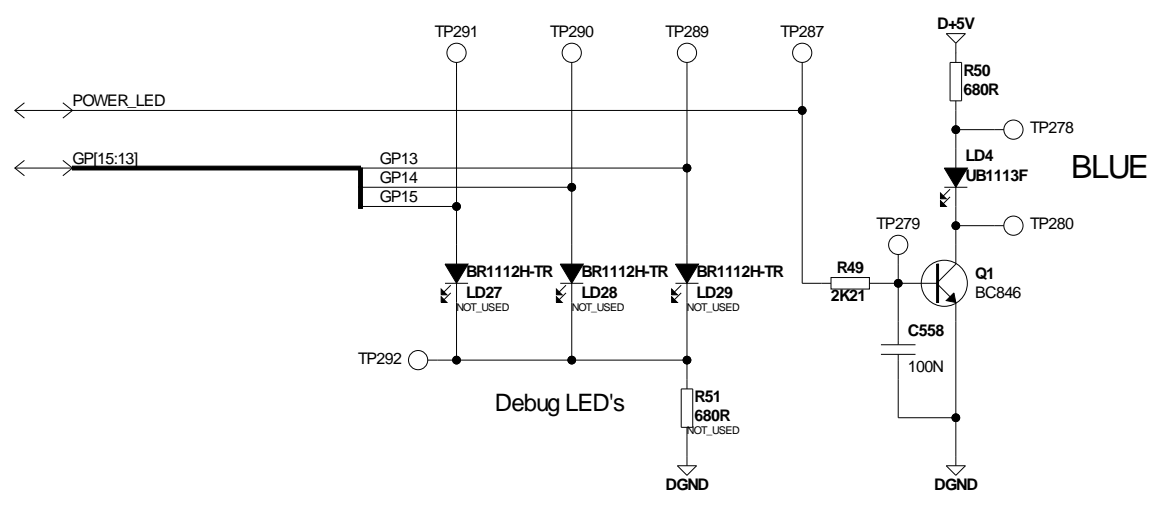 TP291
TP290
TP289
TP287
D+5V
R50
680R
POWER_LED
TP278
GP[15:13]
GP13
GP14
GP15
LD4
UB1113F
BLUE
TP280
TP279
BR1112H-TR
LD27
NOT_USED
BR1112H-TR
LD28
NOT_USED
BR1112H-TR
LD29
NOT_USED
R49
2K21
Q1
BC846
C558
100N
TP292
Debug LED's
R51
680R
NOT_USED
DGND
DGND